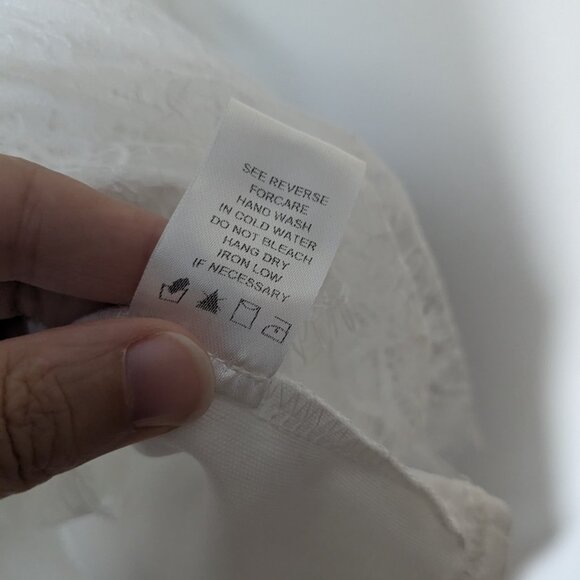 SEE REVERSE
FORCARE
HAND WASH
IN COLD WATER
DO NOT BLEACH
HANG DRY
IRON LOW
IF NECESSARY